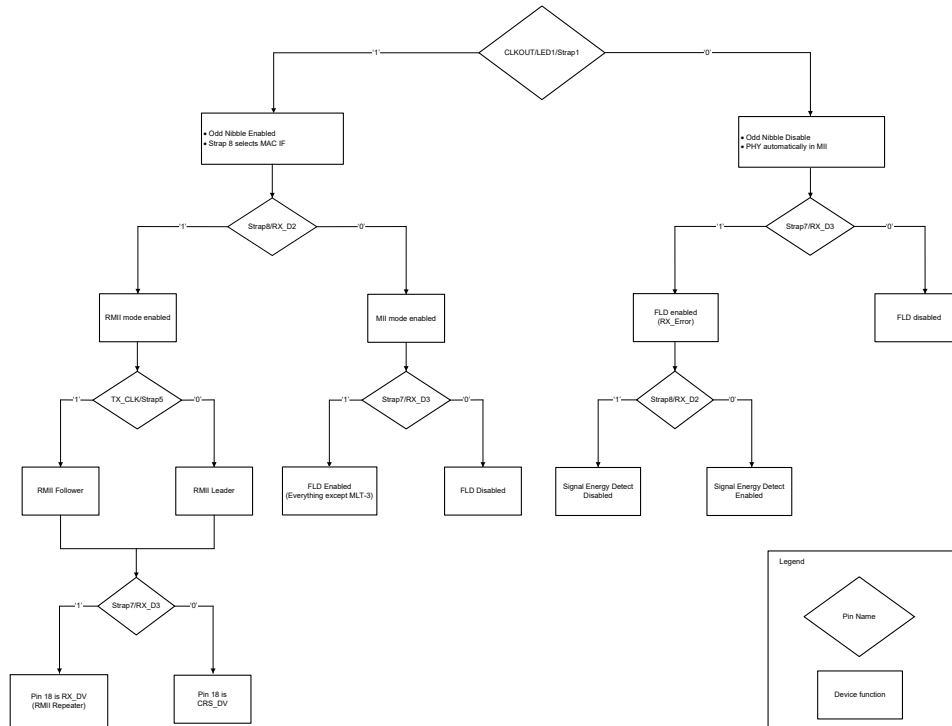 CLKOUT/LED1/Strap1
'1'
'0'
• Odd Nibble Enabled
• Strap 8 selects MAC IF
• Odd Nibble Disable
• PHY automatically in MII
Strap8/RX_D2
'1'
'0'
Strap7/RX_D3
'1'
'0'
RMII mode enabled
MII mode enabled
FLD enabled
(RX_Error)
FLD disabled
TX_CLK/Strap5
'1'
'0'
Strap7/RX_D3
'1'
'0'
Strap8/RX_D2
'1'
'0'
RMII Follower
RMII Leader
FLD Enabled
(Everything except MLT-3)
FLD Disabled
Signal Energy Detect
Disabled
Signal Energy Detect
Enabled
Strap7/RX_D3
'1'
'0'
Pin 18 is RX_DV
(RMII Repeater)
Pin 18 is
CRS_DV
Legend
Pin Name
Device function